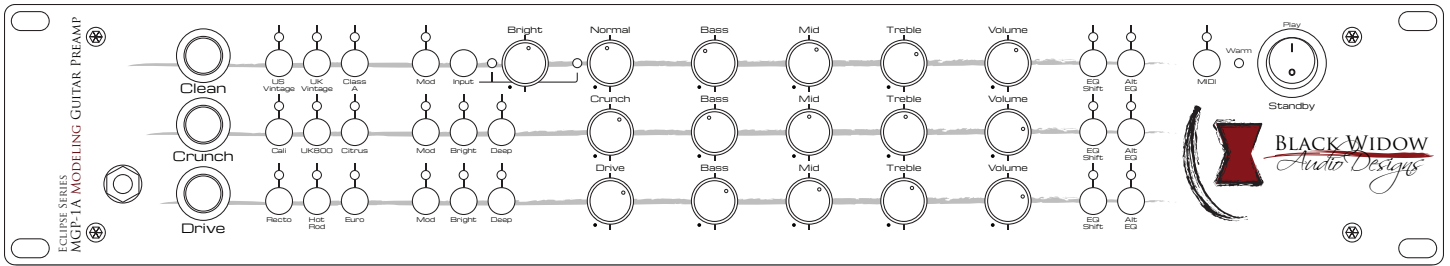 Eclipse Series
MGP-1A Modeling Guitar Preamp
Clean
US Vintage
UK Vintage
Class A
Mod
Input
Bright
Normal
Bass
Mid
Treble
Volume
EQ Shift
Alt EQ
MIDI
Warm
Play
Standby
Crunch
Cali
UK800
Citrus
Mod
Bright
Deep
Crunch
Bass
Mid
Treble
Volume
EQ Shift
Alt EQ
Drive
Recto
Hot Rod
Euro
Mod
Bright
Deep
Drive
Bass
Mid
Treble
Volume
EQ Shift
Alt EQ
Black Widow
Audio Designs